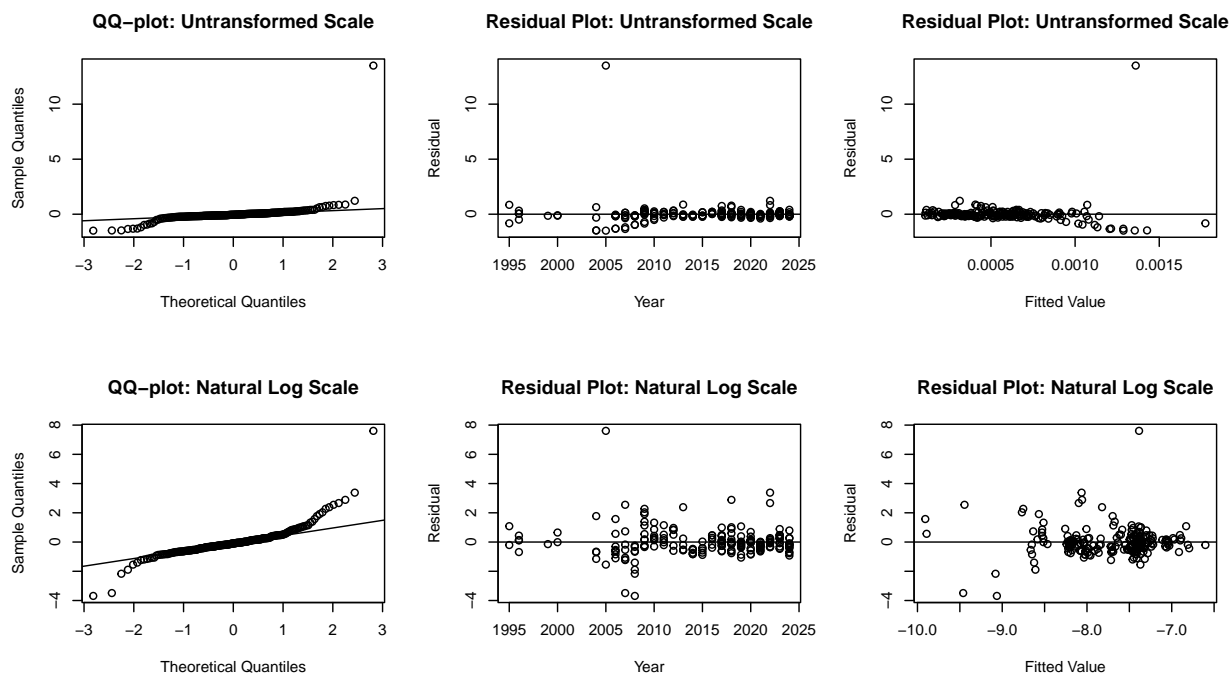 QQ−plot: Untransformed Scale
Sample Quantiles
0 5 10
−3 −2 −1 0 1 2 3
Theoretical Quantiles
Residual Plot: Untransformed Scale
Residual
0 5 10
1995 2000 2005 2010 2015 2020 2025
Year
Residual Plot: Untransformed Scale
Residual
0 5 10
0.0005 0.0010 0.0015
Fitted Value
QQ−plot: Natural Log Scale
Sample Quantiles
−4 0 2 4 6 8
−3 −2 −1 0 1 2 3
Theoretical Quantiles
Residual Plot: Natural Log Scale
Residual
−4 0 2 4 6 8
1995 2000 2005 2010 2015 2020 2025
Year
Residual Plot: Natural Log Scale
Residual
−4 0 2 4 6 8
−10.0 −9.0 −8.0 −7.0
Fitted Value